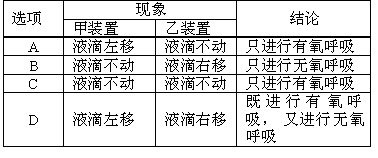 选项 现象 结论
甲装置 乙装置
A 液滴左移 液滴不动 只进行有氧呼吸
B 液滴不动 液滴右移 只进行无氧呼吸
C 液滴不动 液滴不动 只进行有氧呼吸
D 液滴左移 液滴右移 既进行有氧呼
吸，又进行无氧
呼吸